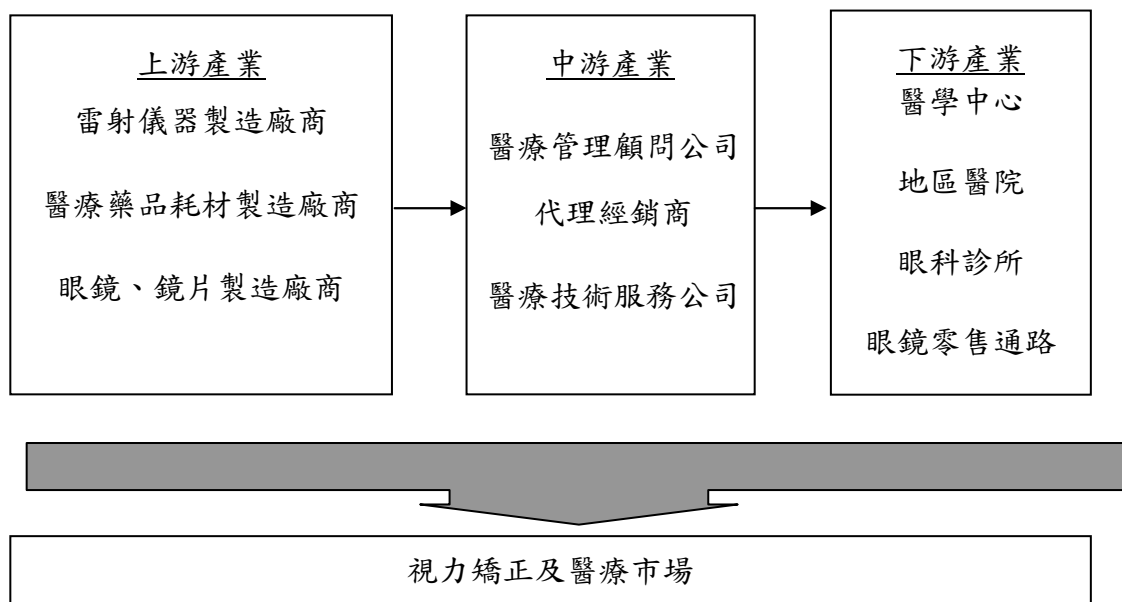 上游產業
雷射儀器製造廠商
醫療藥品耗材製造廠商
眼鏡、鏡片製造廠商
中游產業
醫療管理顧問公司
代理經銷商
醫療技術服務公司
下游產業
醫學中心
地區醫院
眼科診所
眼鏡零售通路
視力矯正及醫療市場